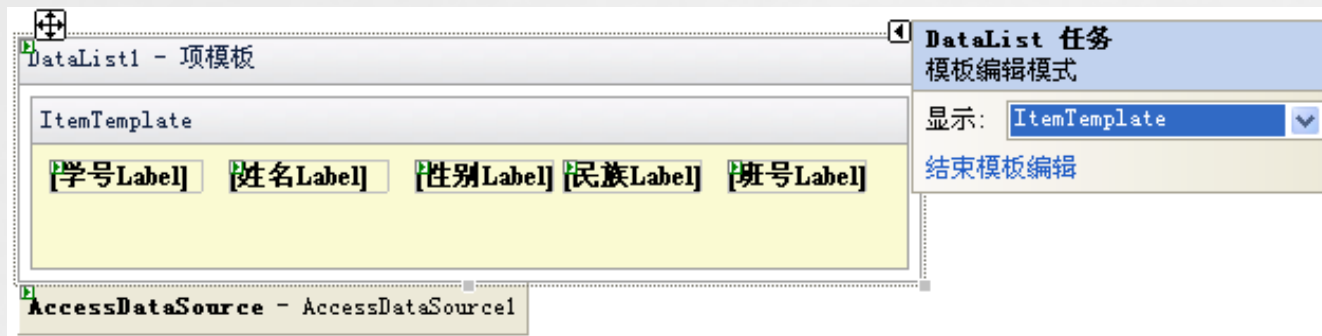 DataList1 - 项模板
ItemTemplate
[学号Label] [姓名Label] [性别Label] [民族Label] [班号Label]
AccessDataSource - AccessDataSource1
DataList 任务
模板编辑模式
显示: ItemTemplate
结束模板编辑